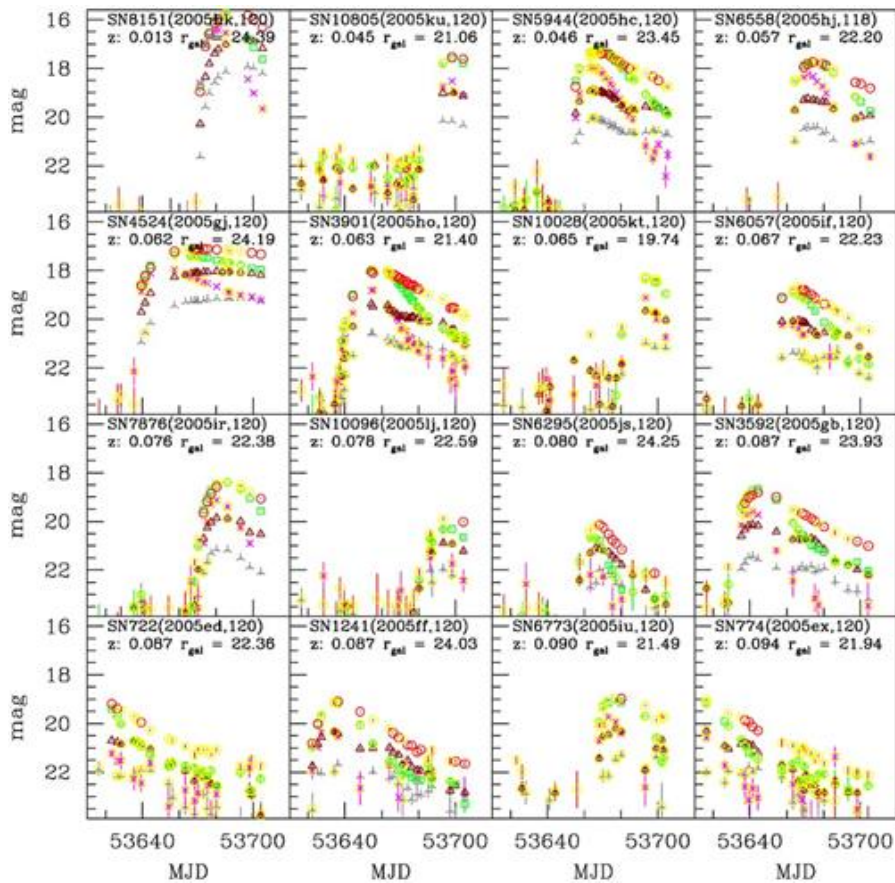 SN8151(2005hk,120)
z: 0.013 r_gal = 24.39
SN10805(2005ku,120)
z: 0.045 r_gal = 21.06
SN5944(2005hc,120)
z: 0.046 r_gal = 23.45
SN6558(2005hj,118)
z: 0.057 r_gal = 22.20
mag
16
18
20
22
SN4524(2005gj,120)
z: 0.062 r_gal = 24.19
SN3901(2005ho,120)
z: 0.063 r_gal = 21.40
SN10028(2005kt,120)
z: 0.065 r_gal = 19.74
SN6057(2005if,120)
z: 0.067 r_gal = 22.23
mag
16
18
20
22
SN7876(2005ir,120)
z: 0.076 r_gal = 22.38
SN10096(2005lj,120)
z: 0.078 r_gal = 22.59
SN6295(2005js,120)
z: 0.080 r_gal = 24.25
SN3592(2005gb,120)
z: 0.087 r_gal = 23.93
mag
16
18
20
22
SN722(2005ed,120)
z: 0.087 r_gal = 22.36
SN1241(2005ff,120)
z: 0.087 r_gal = 24.03
SN6773(2005iu,120)
z: 0.090 r_gal = 21.49
SN774(2005ex,120)
z: 0.094 r_gal = 21.94
mag
16
18
20
22
53640 53700 53640 53700 53640 53700 53640 53700
MJD MJD MJD MJD